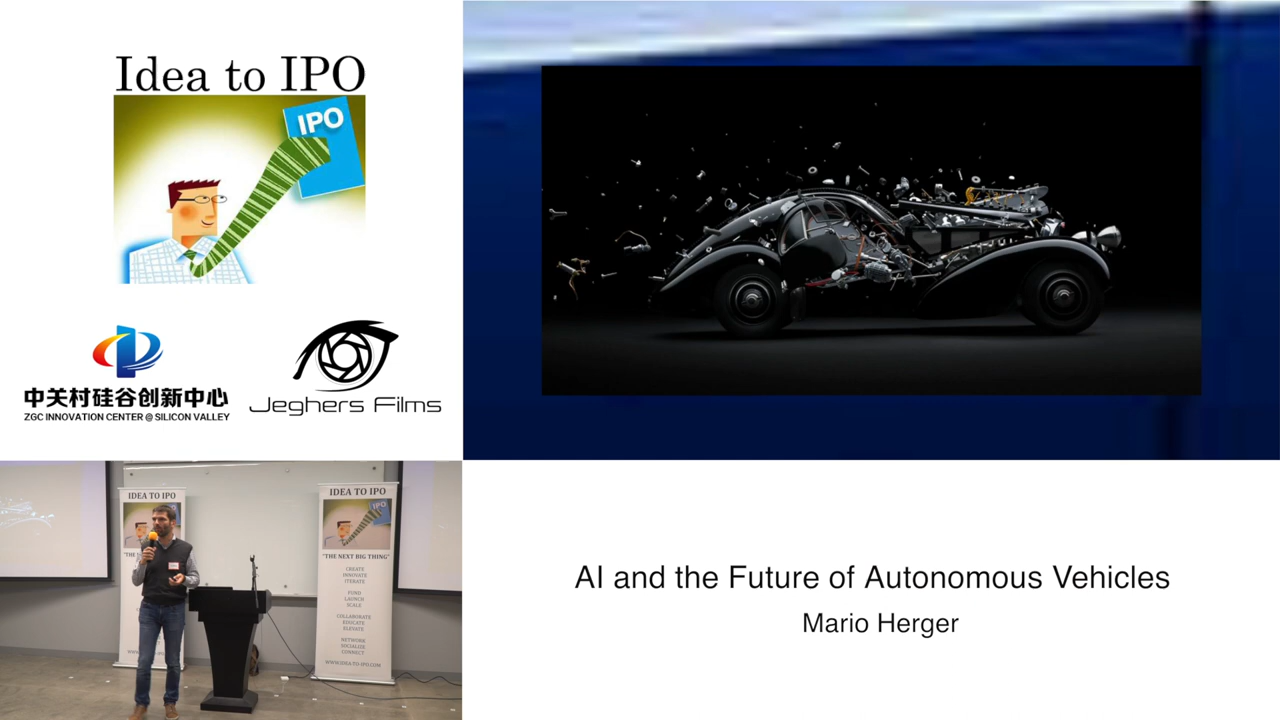 Idea to IPO
IPO
中关村硅谷创新中心
ZGC INNOVATION CENTER @ SILICON VALLEY
Jeghers Films
IDEA TO IPO
IDEA TO IPO
IPO
"THE NEXT BIG THING"
CREATE
INNOVATE
ITERATE
FUND
LAUNCH
SCALE
COLLABORATE
EDUCATE
ELEVATE
NETWORK
SOCIALIZE
CONNECT
WWW.IDEA-TO-IPO.COM
AI and the Future of Autonomous Vehicles
Mario Herger